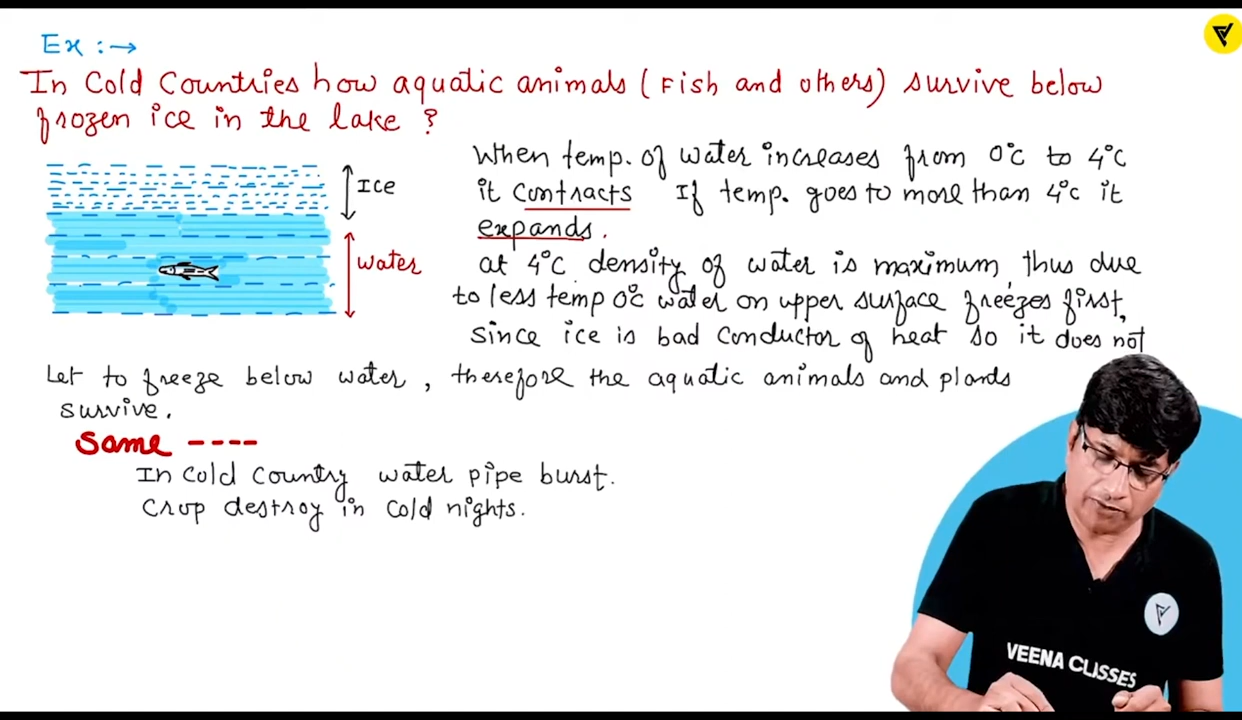 Ex :→
In Cold Countries how aquatic animals (Fish and others) survive below
frozen ice in the lake ?
When temp. of water increases from 0°C to 4°C
it contracts If temp. goes to more than 4°C it
expands.
Ice
water
at 4°C density of water is maximum, thus due
to less temp 0°C water on upper surface freezes first,
since ice is bad conductor of heat so it does not
Let to freeze below water, therefore the aquatic animals and plants
survive.
Same ----
In cold country water pipe burst.
Crop destroy in cold nights.
VEENA CLASSES